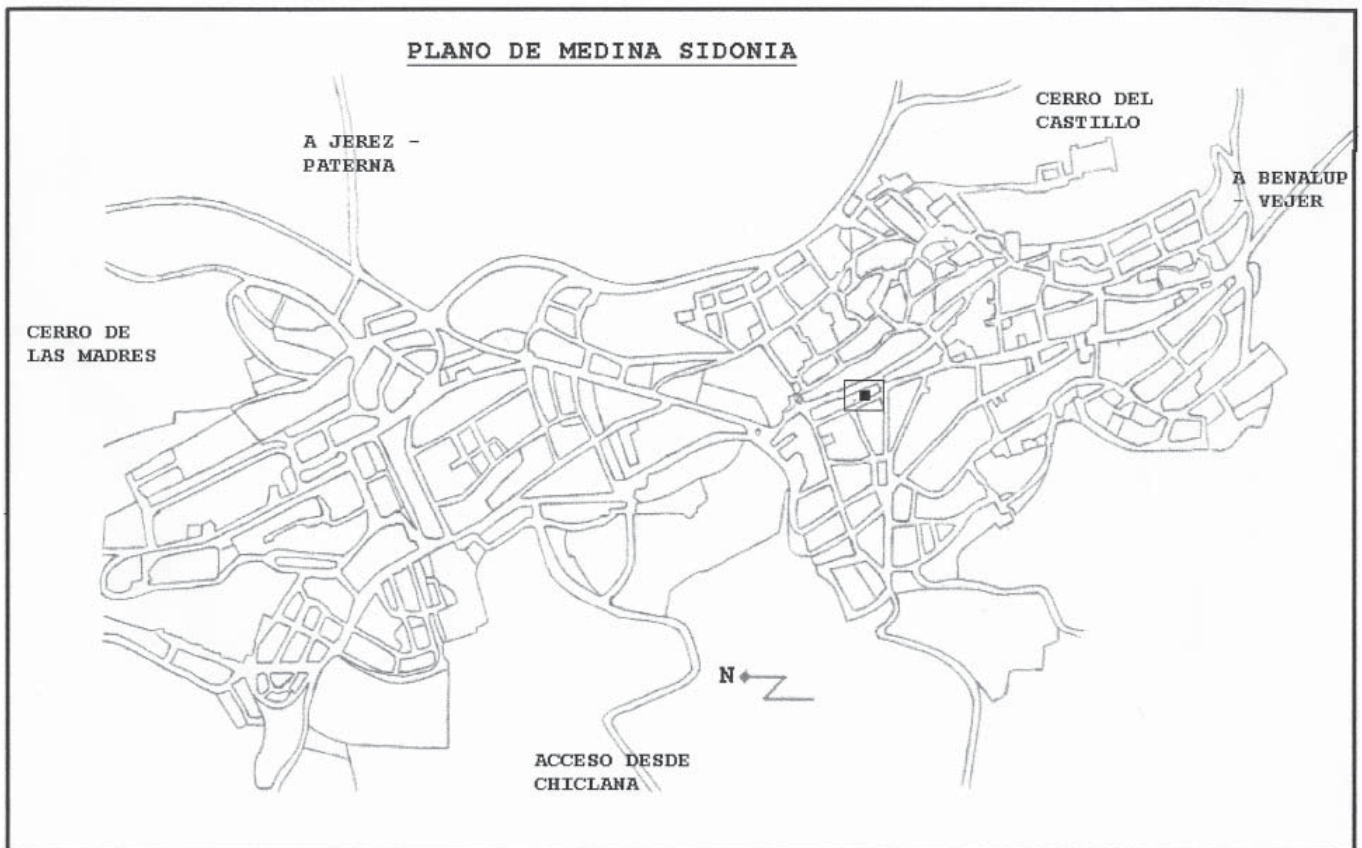 PLANO DE MEDINA SIDONIA
CERRO DEL
CASTILLO
A JEREZ -
PATERNA
A BENALUP
- VEJER
CERRO DE
LAS MADRES
N
ACCESO DESDE
CHICLANA